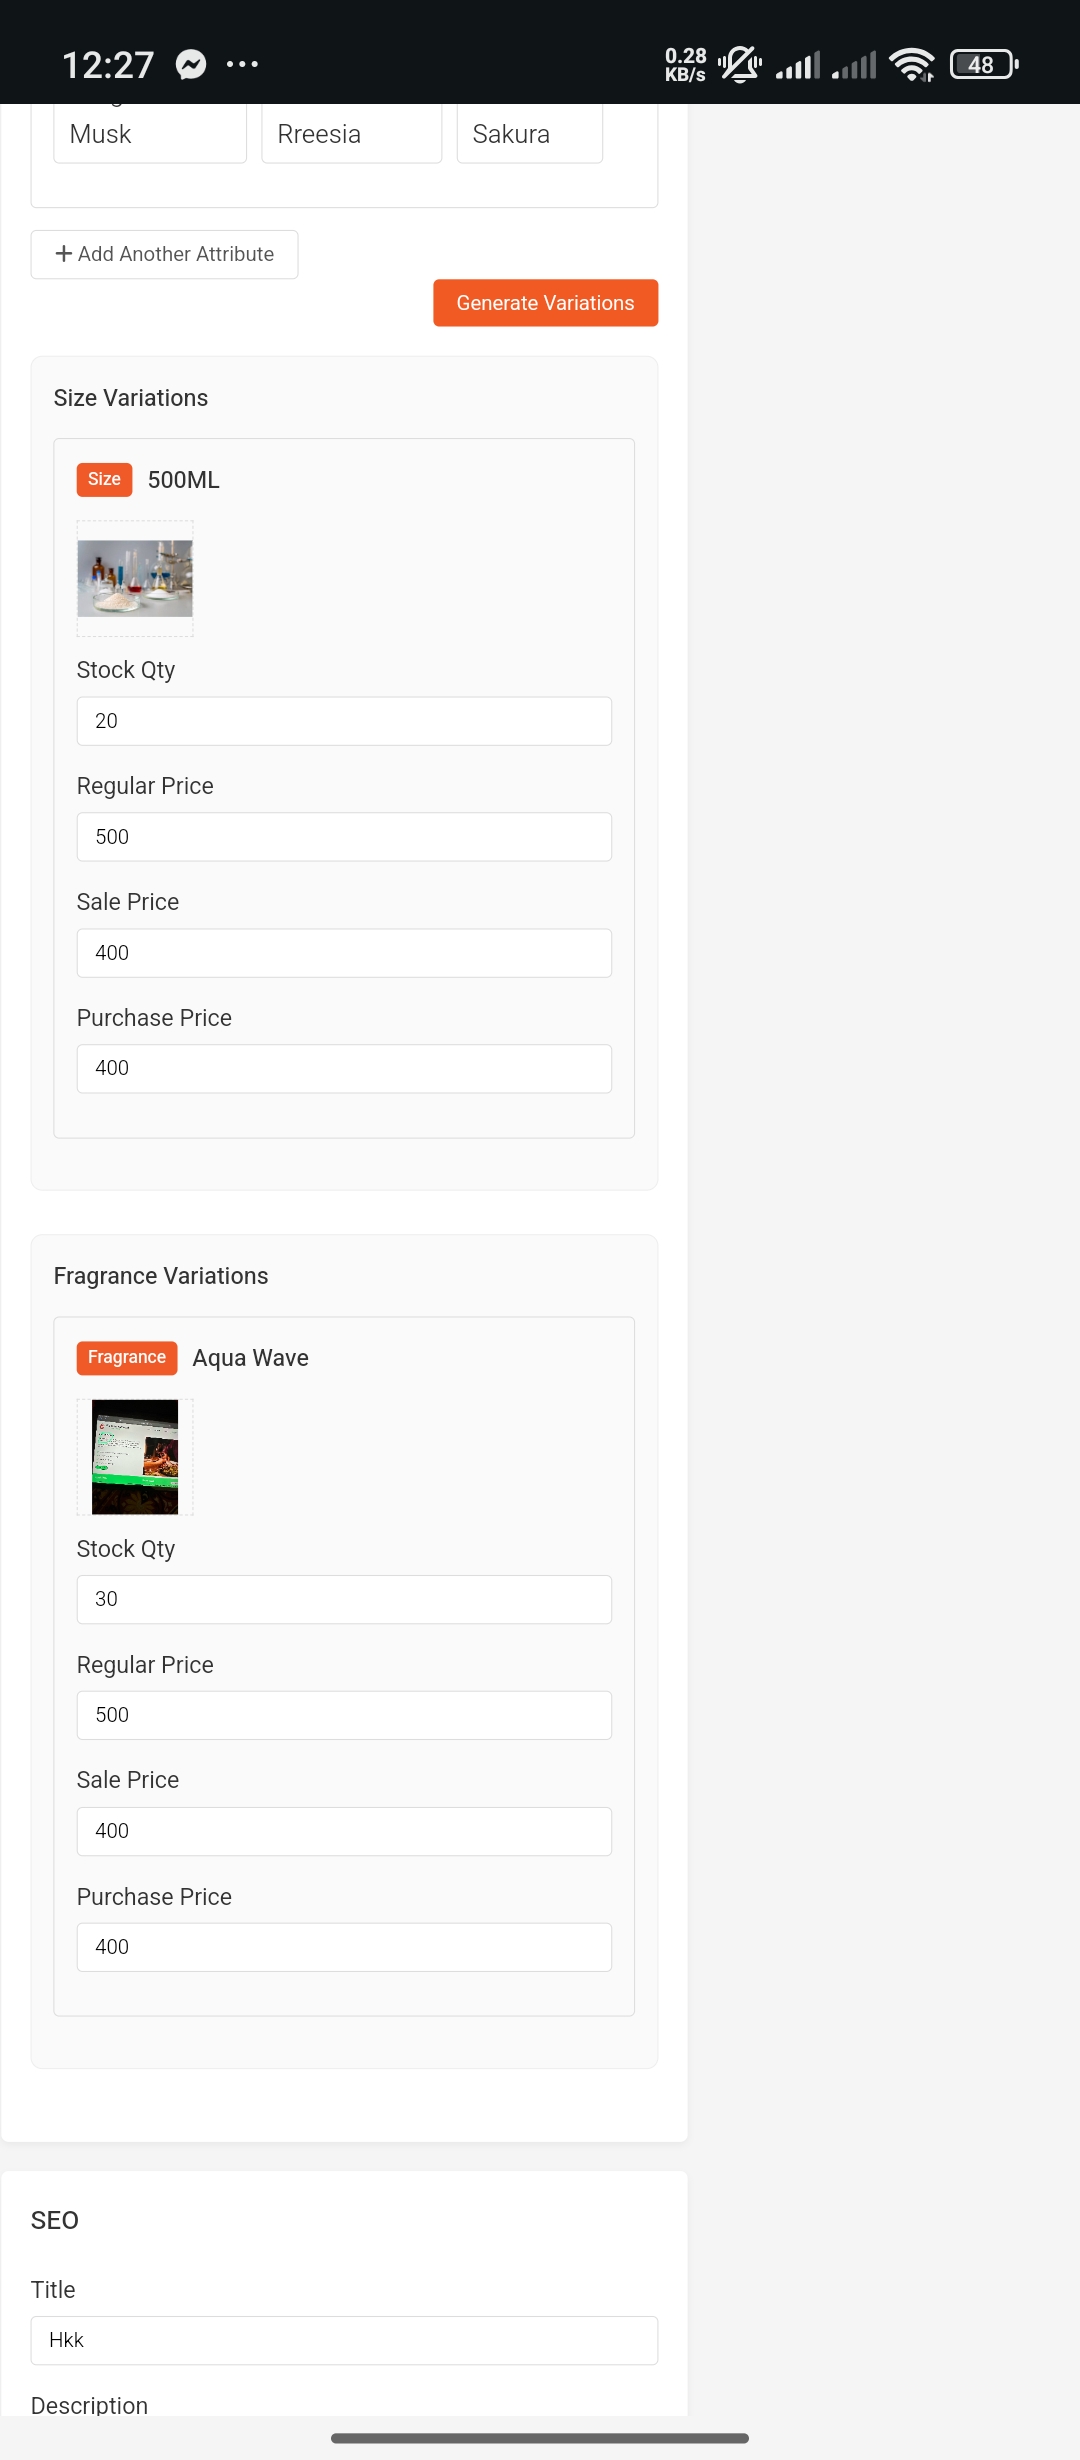 12:27
0.28
KB/s
48
Musk
Rreesia
Sakura
+ Add Another Attribute
Generate Variations
Size Variations
Size 500ML
Stock Qty
20
Regular Price
500
Sale Price
400
Purchase Price
400
Fragrance Variations
Fragrance Aqua Wave
Stock Qty
30
Regular Price
500
Sale Price
400
Purchase Price
400
SEO
Title
Hkk
Description